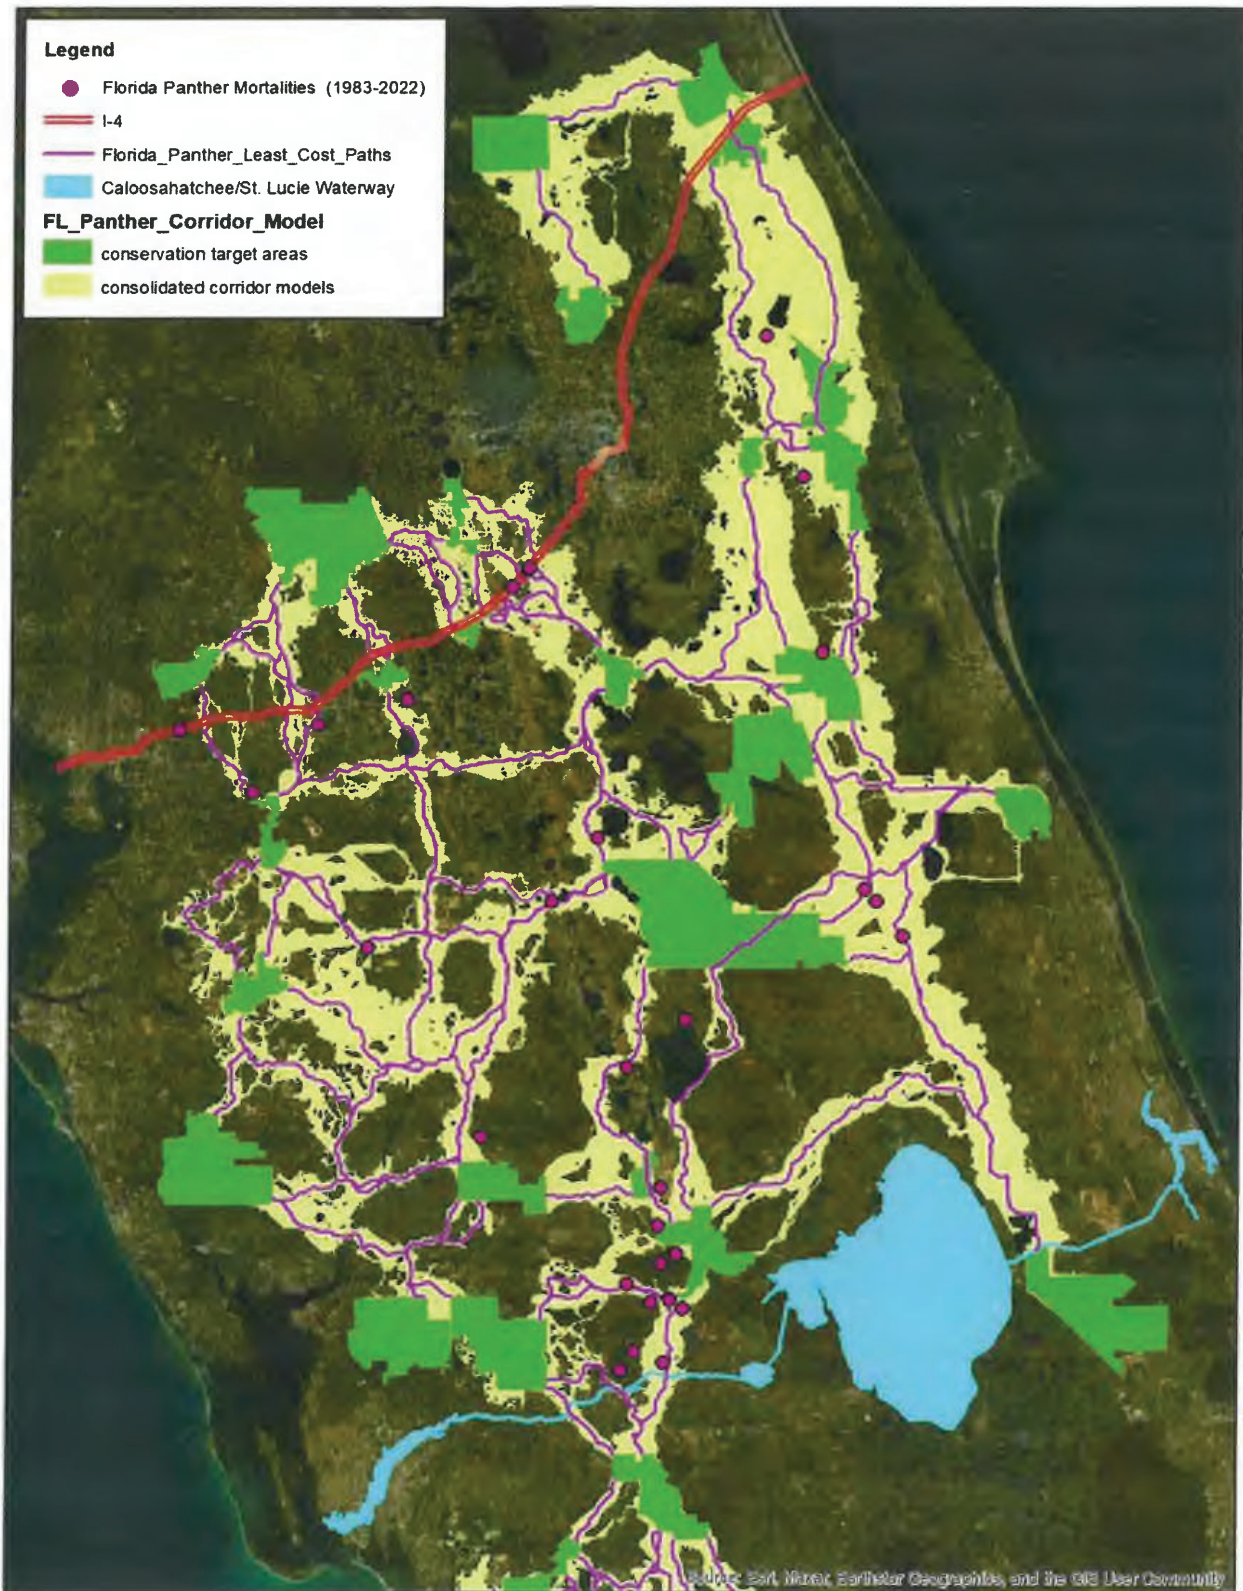 Legend
Florida Panther Mortalities (1983-2022)
I-4
Florida_Panther_Least_Cost_Paths
Caloosahatchee/St. Lucie Waterway
FL_Panther_Corridor_Model
conservation target areas
consolidated corridor models
Source: Esri, Maxar, Earthstar Geographics, and the GIS User Community